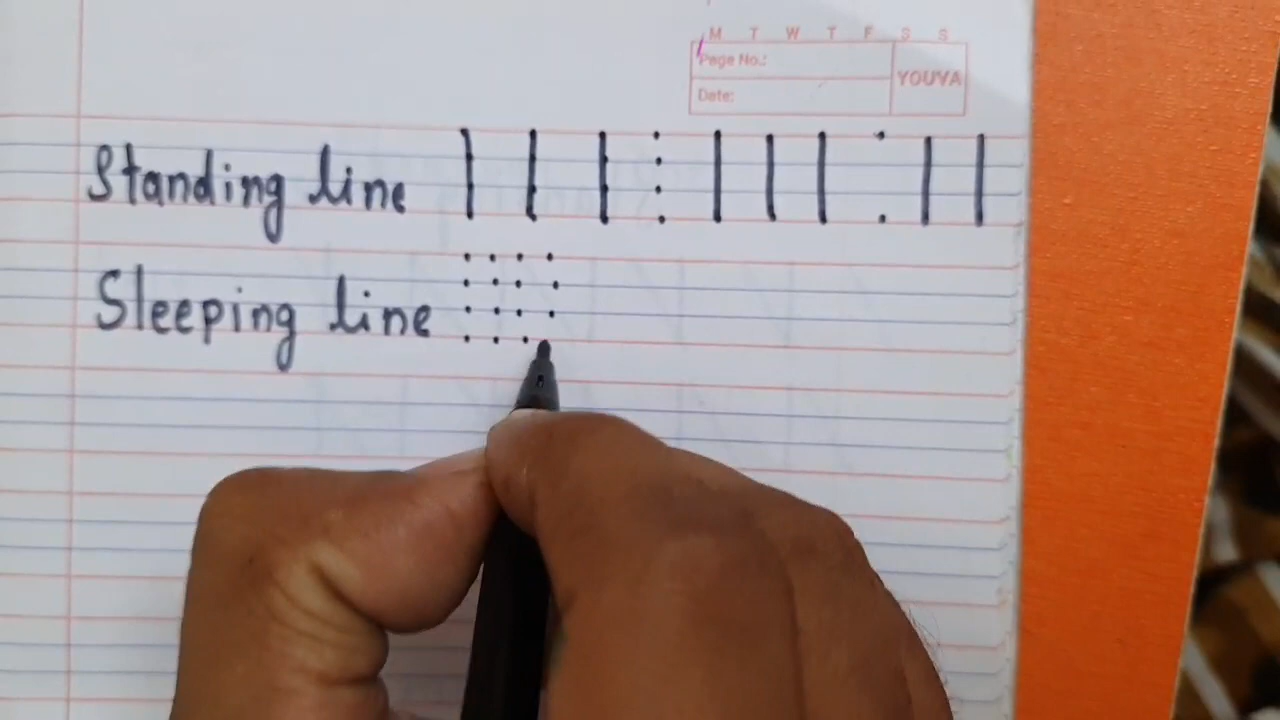 M T W T F S S
Page No.:
YOUVA
Date:
Standing line
Sleeping line